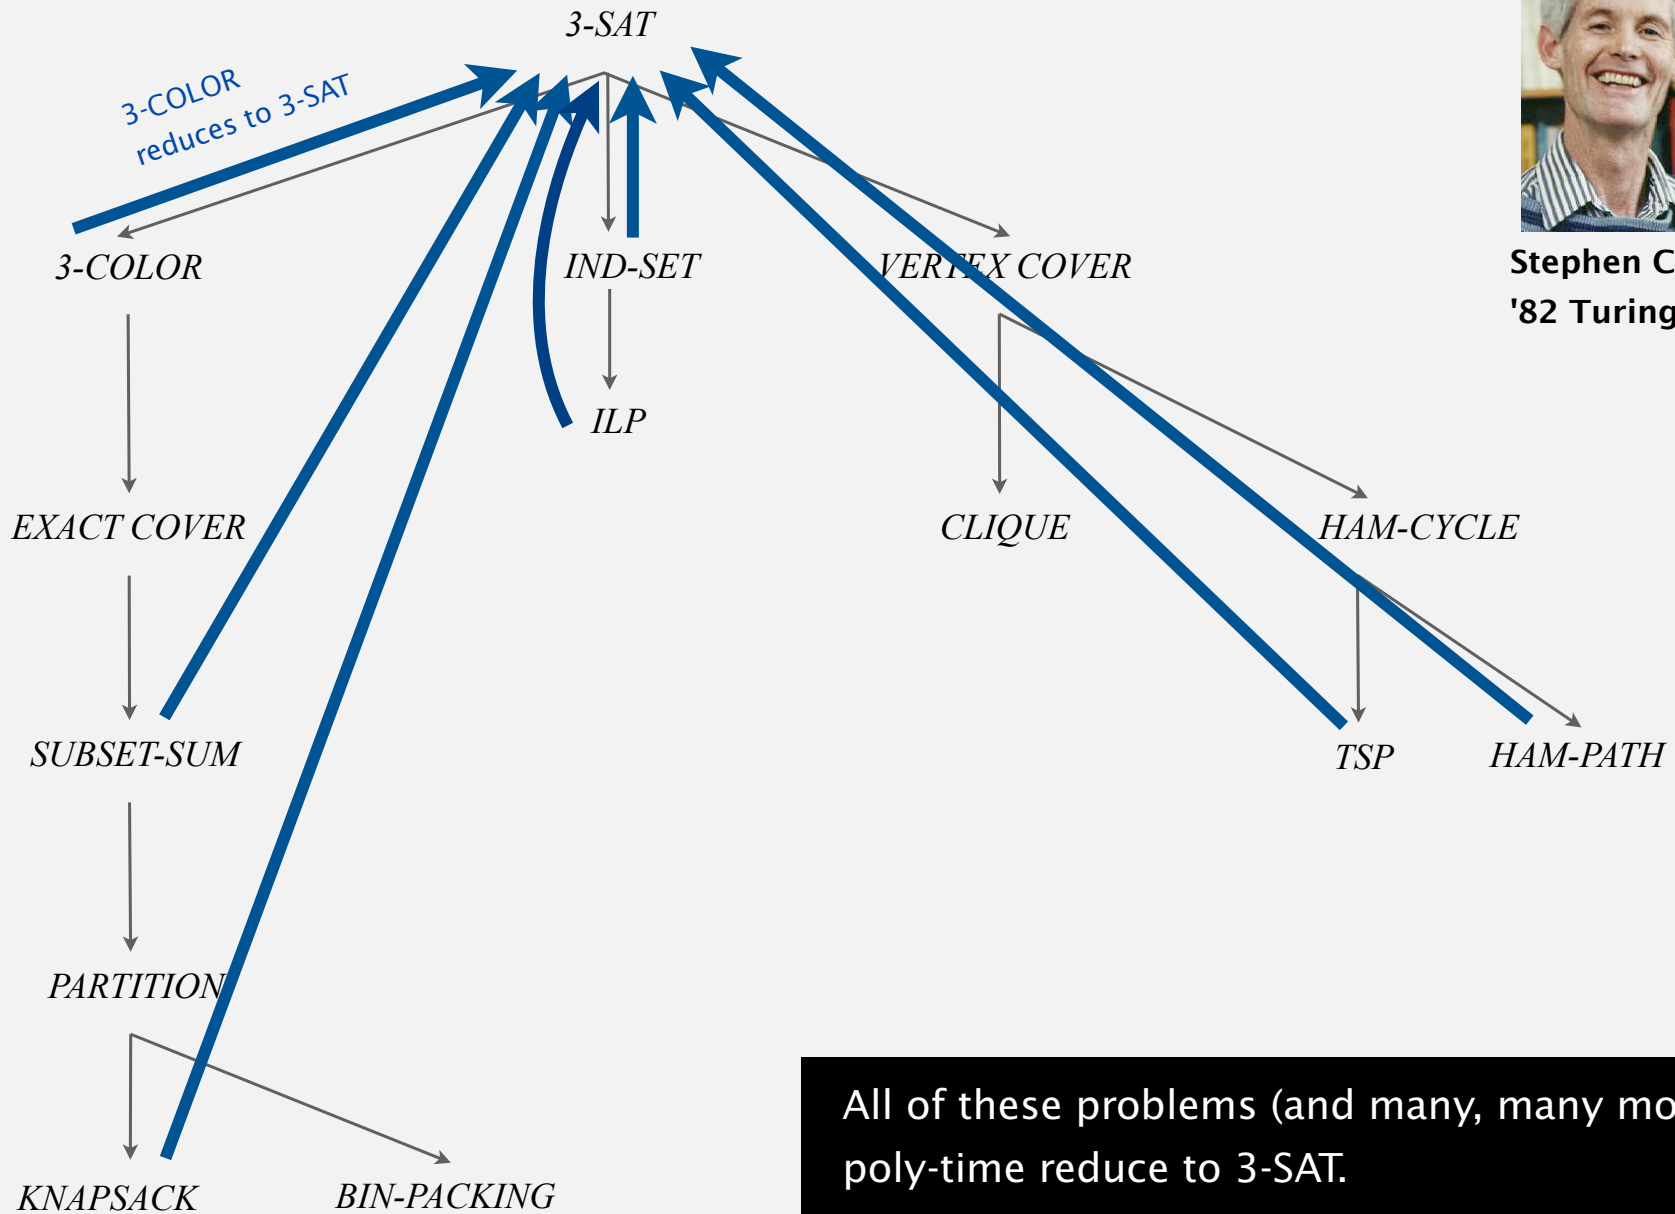 3-SAT
3-COLOR
reduces to 3-SAT
3-COLOR
IND-SET
VERTEX COVER
Stephen C
'82 Turing
ILP
EXACT COVER
CLIQUE
HAM-CYCLE
SUBSET-SUM
TSP
HAM-PATH
PARTITION
All of these problems (and many, many mo
poly-time reduce to 3-SAT.
KNAPSACK
BIN-PACKING